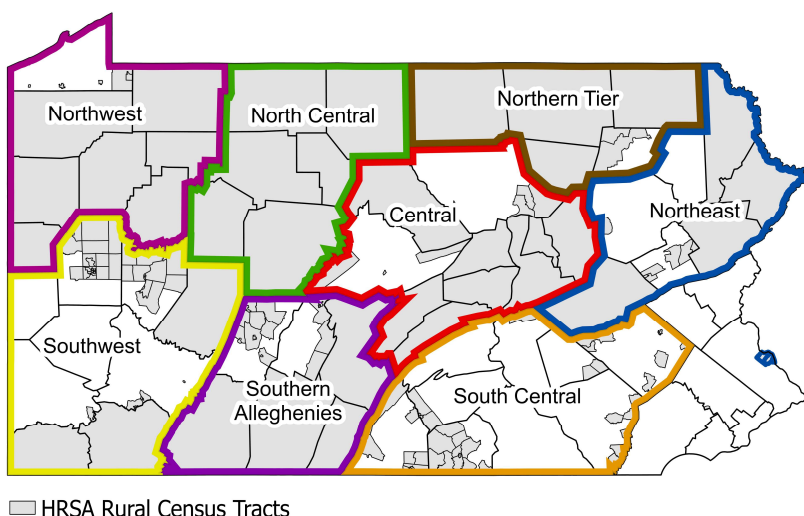 Northwest
North Central
Northern Tier
Central
Northeast
Southwest
Southern
Alleghenies
South Central
HRSA Rural Census Tracts